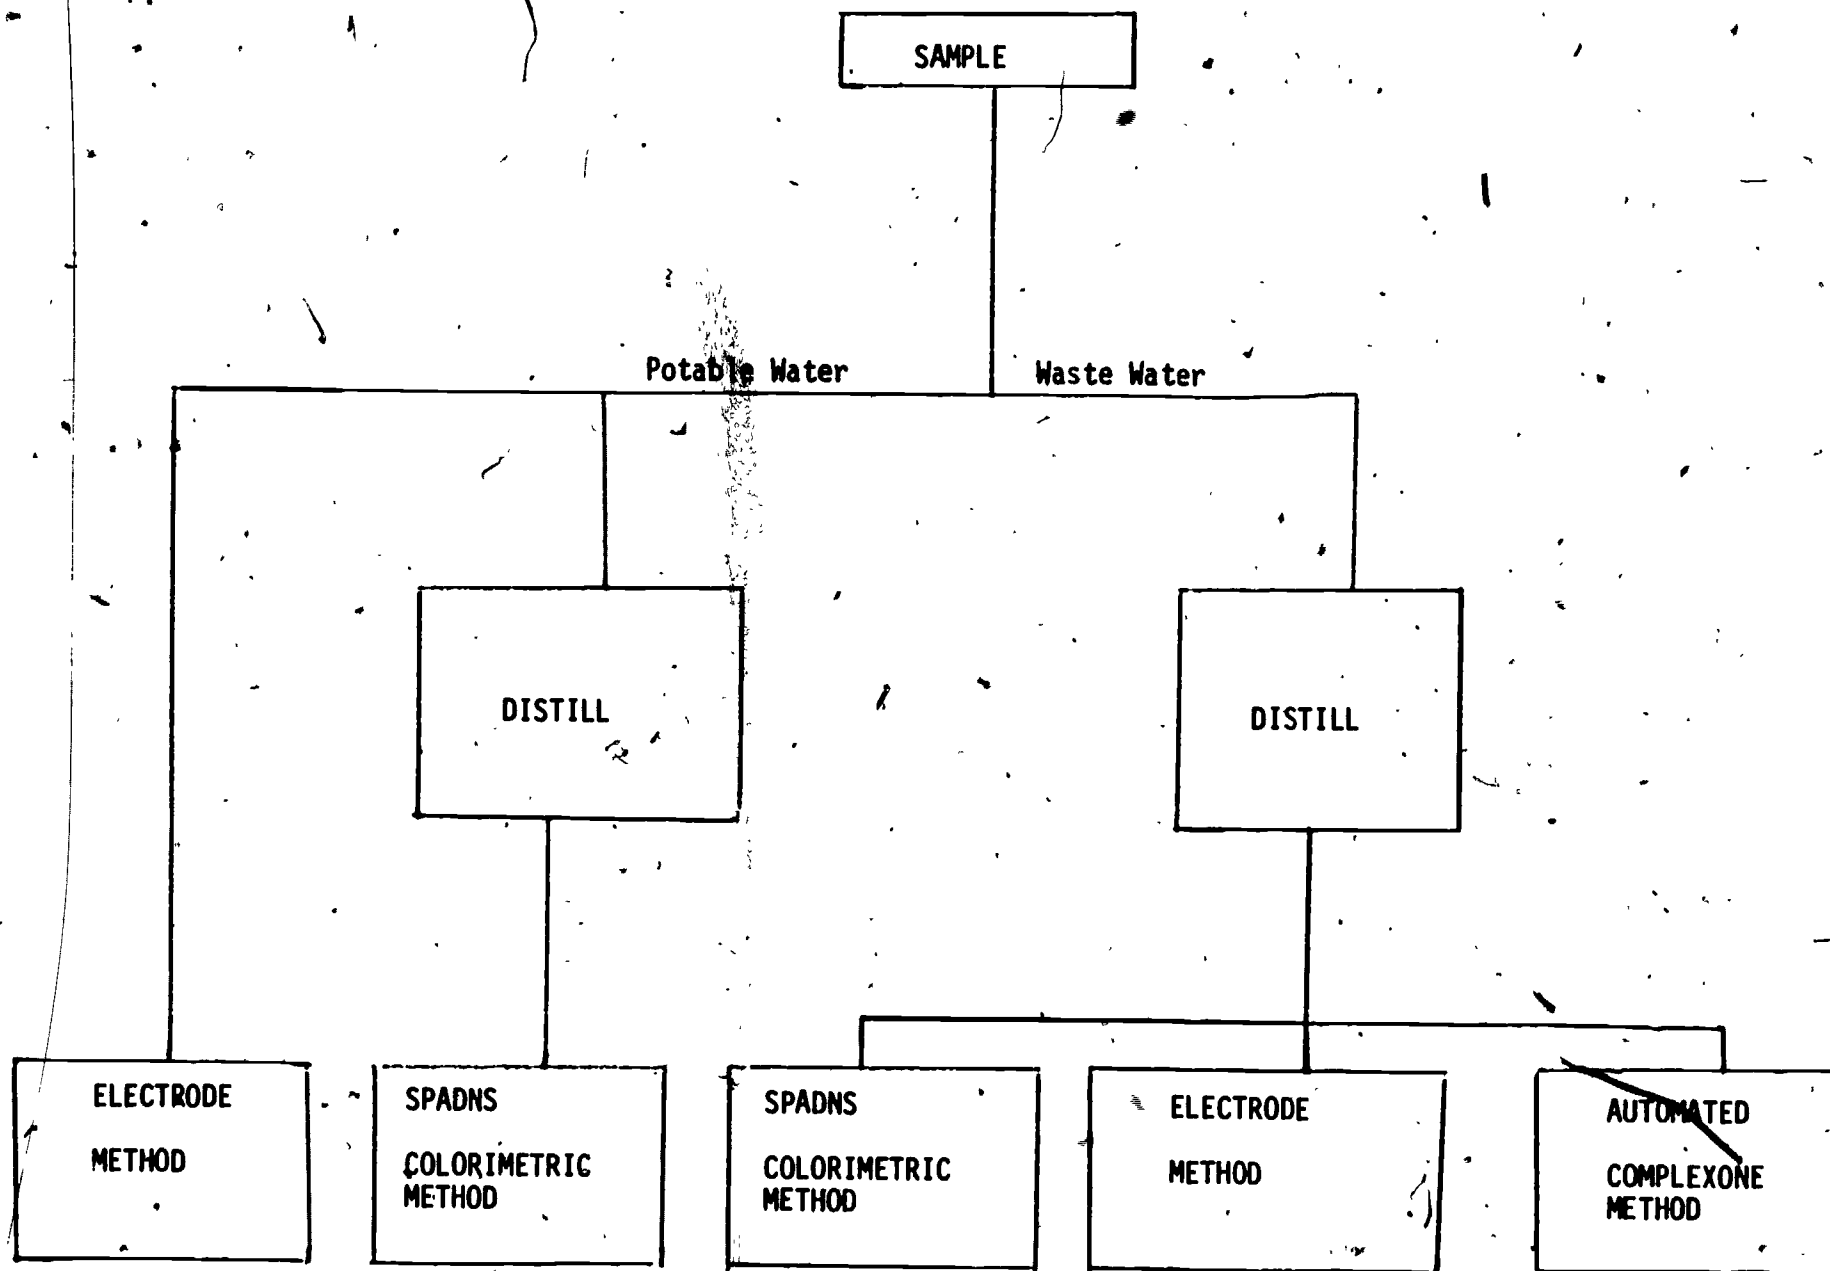 SAMPLE
Potable Water
Waste Water
DISTILL
DISTILL
ELECTRODE
METHOD
SPADNS
COLORIMETRIC
METHOD
SPADNS
COLORIMETRIC
METHOD
ELECTRODE
METHOD
AUTOMATED
COMPLEXONE
METHOD